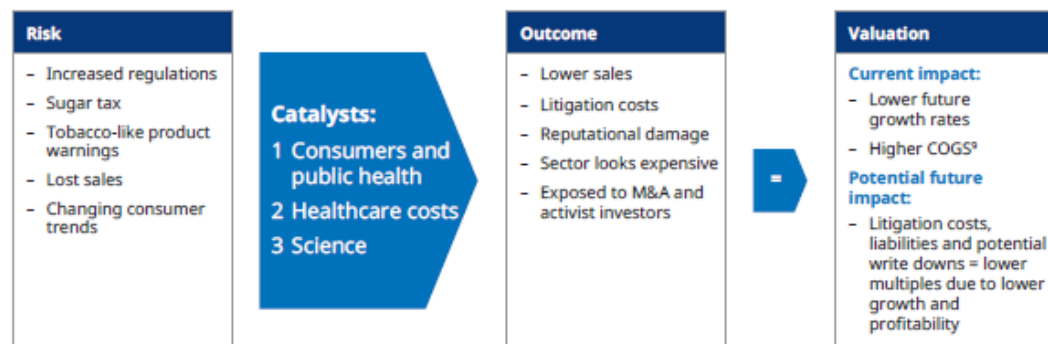 Risk
– Increased regulations
– Sugar tax
– Tobacco-like product
warnings
– Lost sales
– Changing consumer
trends
Catalysts:
1 Consumers and
public health
2 Healthcare costs
3 Science
Outcome
– Lower sales
– Litigation costs
– Reputational damage
– Sector looks expensive
– Exposed to M&A and
activist investors
=
Valuation
Current impact:
– Lower future
growth rates
– Higher COGS⁹
Potential future
impact:
– Litigation costs,
liabilities and potential
write downs = lower
multiples due to lower
growth and
profitability